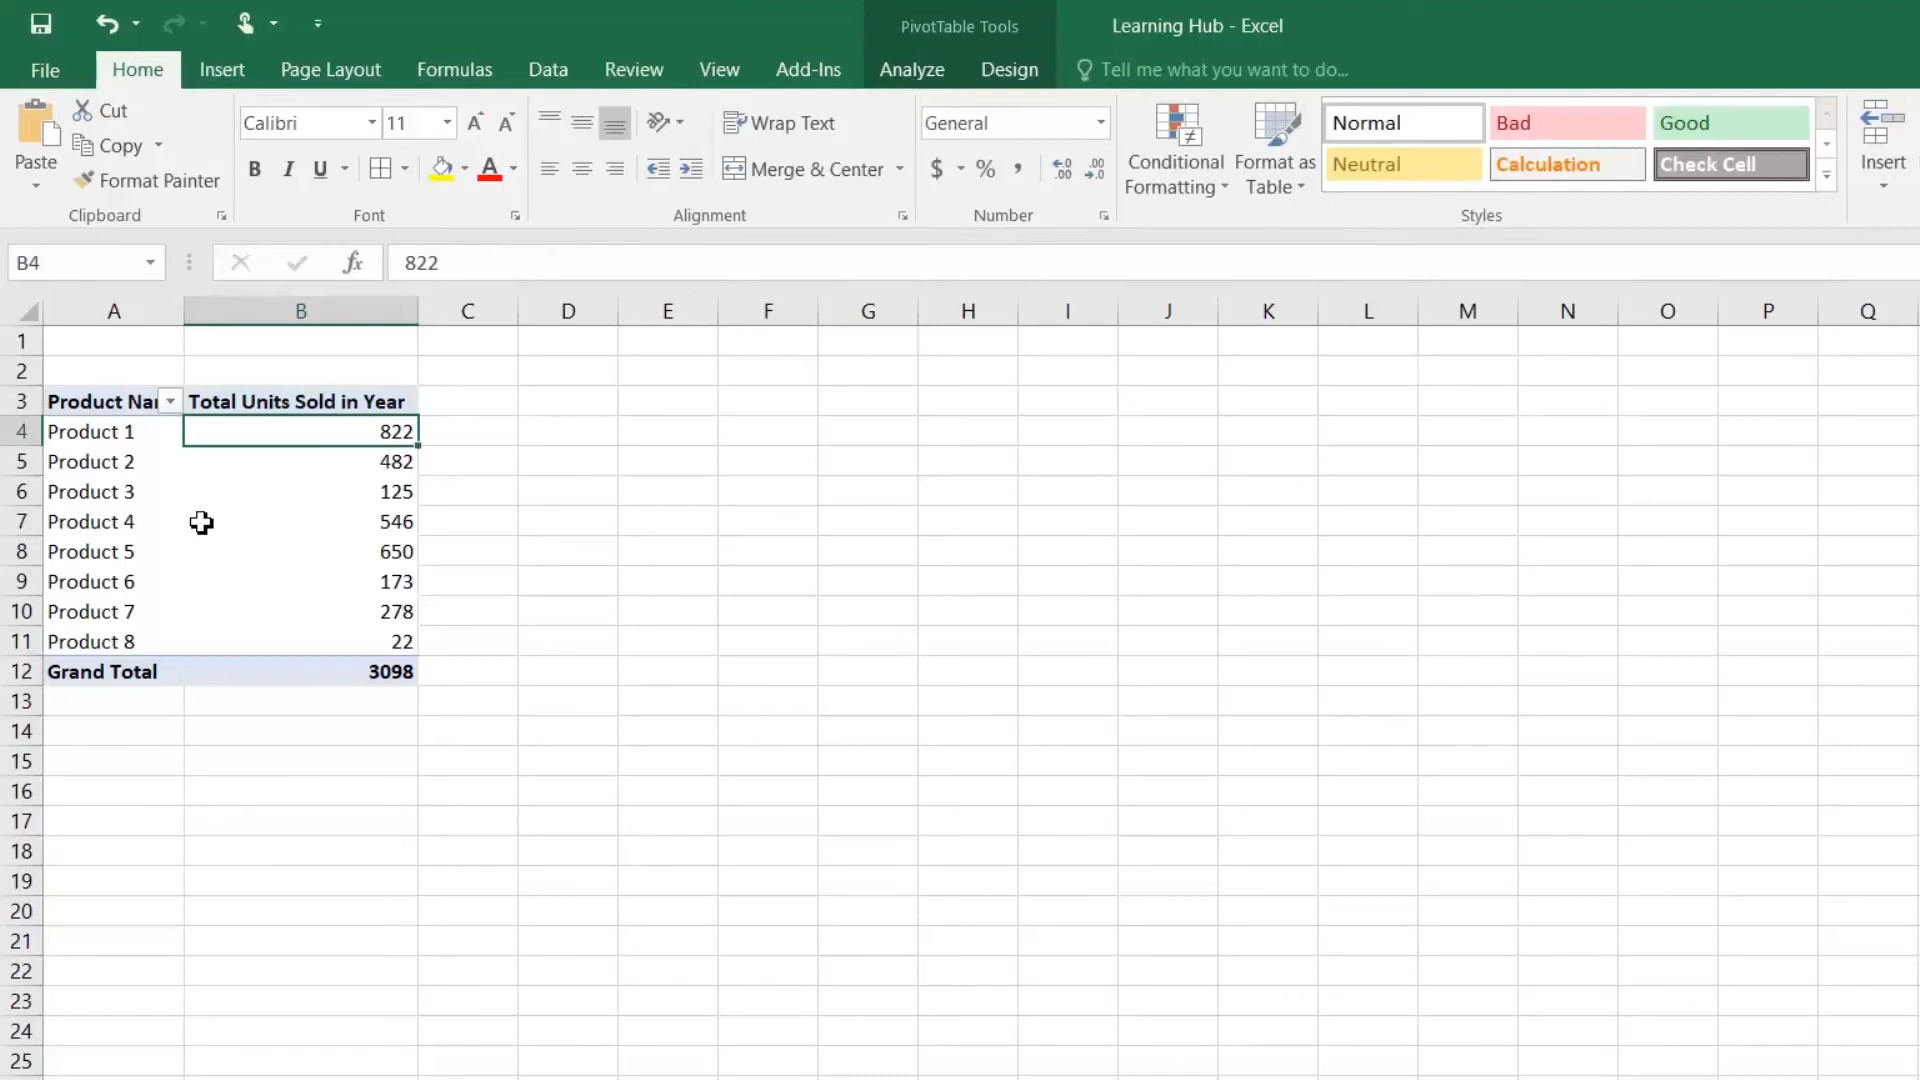 PivotTable Tools
Learning Hub - Excel
File Home Insert Page Layout Formulas Data Review View Add-Ins Analyze Design Tell me what you want to do...
Paste
Cut
Copy
Format Painter
Clipboard
Calibri 11
B I U A
Font
Wrap Text
Merge & Center
Alignment
General
$ % , .0 .00 .00 .0
Number
Conditional Formatting
Format as Table
Normal Bad Good
Neutral Calculation Check Cell
Styles
Insert
B4 fx 822
A B C D E F G H I J K L M N O P Q
1
2
3 Product Nar Total Units Sold in Year
4 Product 1 822
5 Product 2 482
6 Product 3 125
7 Product 4 546
8 Product 5 650
9 Product 6 173
10 Product 7 278
11 Product 8 22
12 Grand Total 3098
13
14
15
16
17
18
19
20
21
22
23
24
25